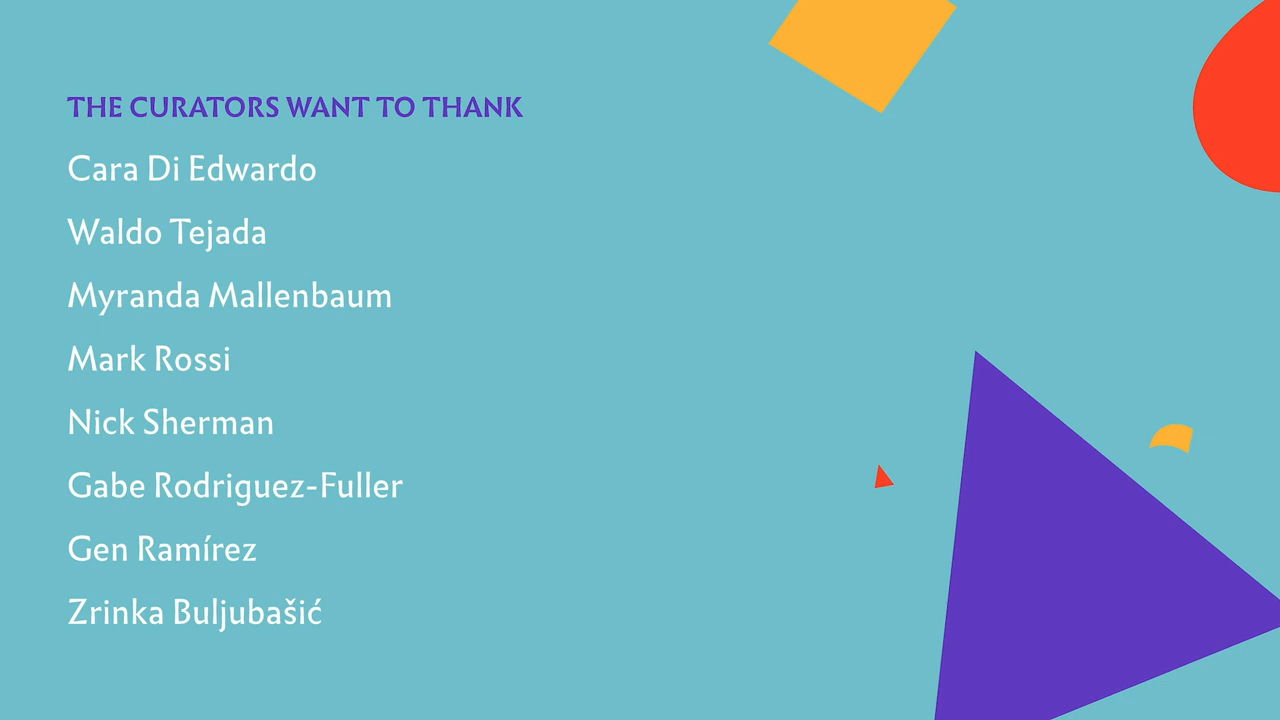 THE CURATORS WANT TO THANK
Cara Di Edwardo
Waldo Tejada
Myranda Mallenbaum
Mark Rossi
Nick Sherman
Gabe Rodriguez-Fuller
Gen Ramírez
Zrinka Buljubašić